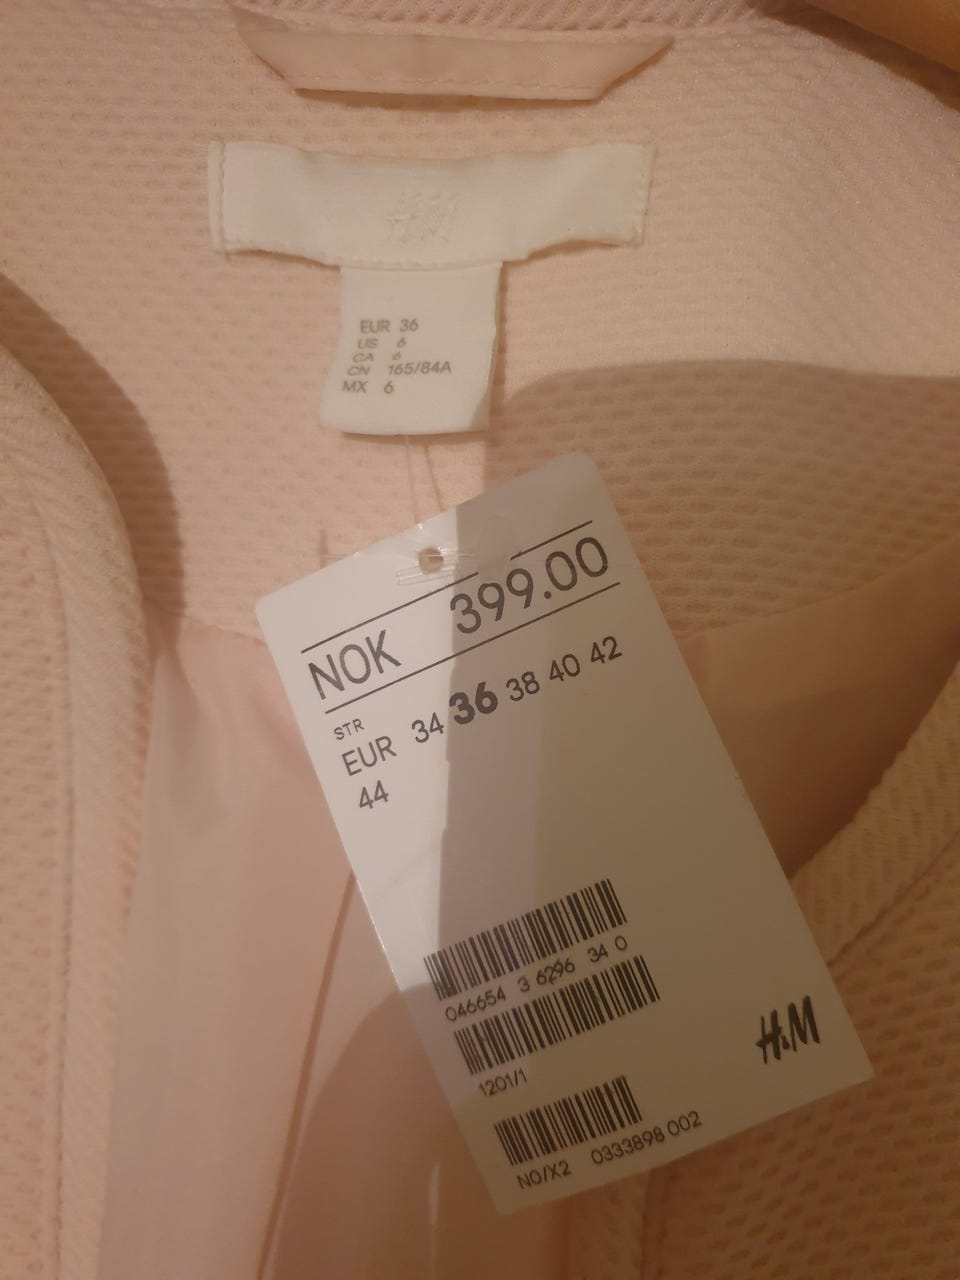 H&M
EUR 36
US 6
CA 6
CN 165/84A
MX 6
NOK 399.00
STR
EUR 34 36 38 40 42
44
046654 3 6296 34 0
1201/1
NO/X2 0333898 002
H&M